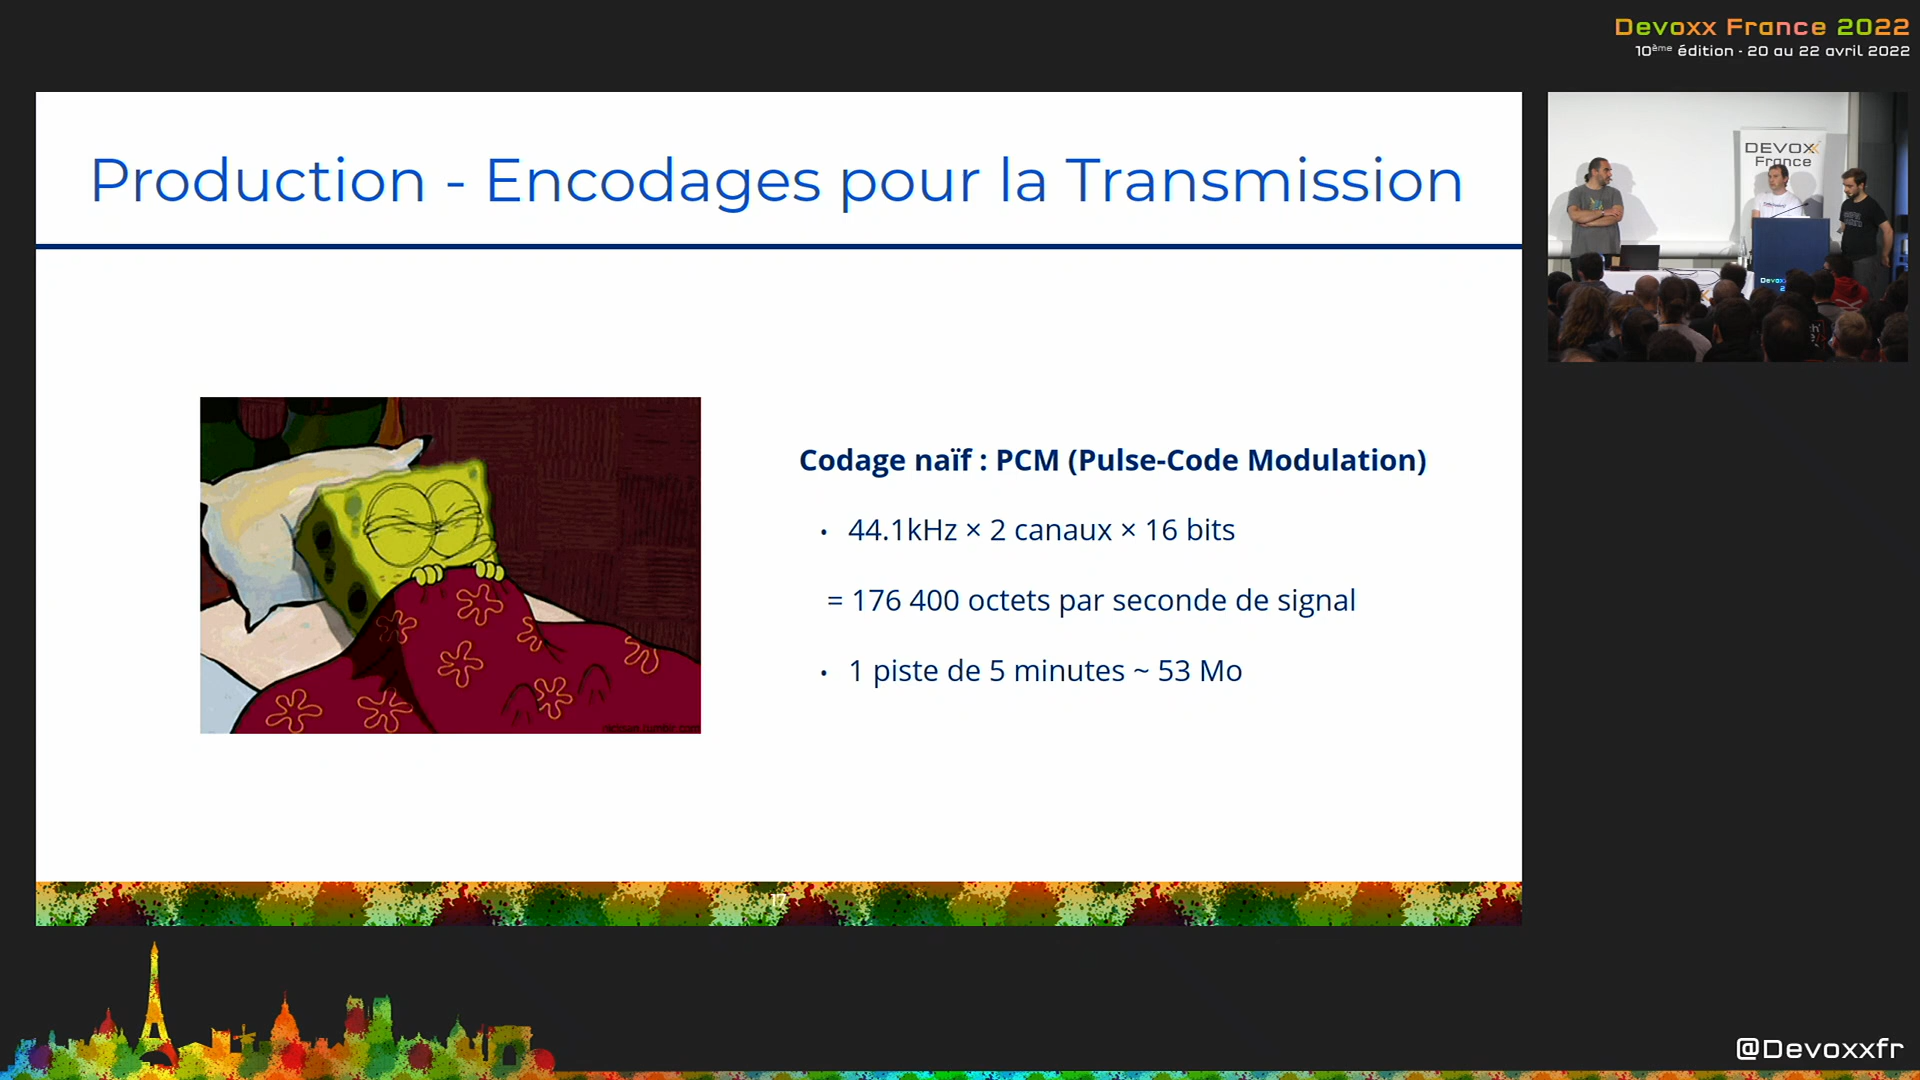 Devoxx France 2022
10ème édition - 20 au 22 avril 2022
Production - Encodages pour la Transmission
Codage naïf : PCM (Pulse-Code Modulation)
• 44.1kHz × 2 canaux × 16 bits
= 176 400 octets par seconde de signal
• 1 piste de 5 minutes ~ 53 Mo
17
DEVOXX
France
Devoxx
@Devoxxfr